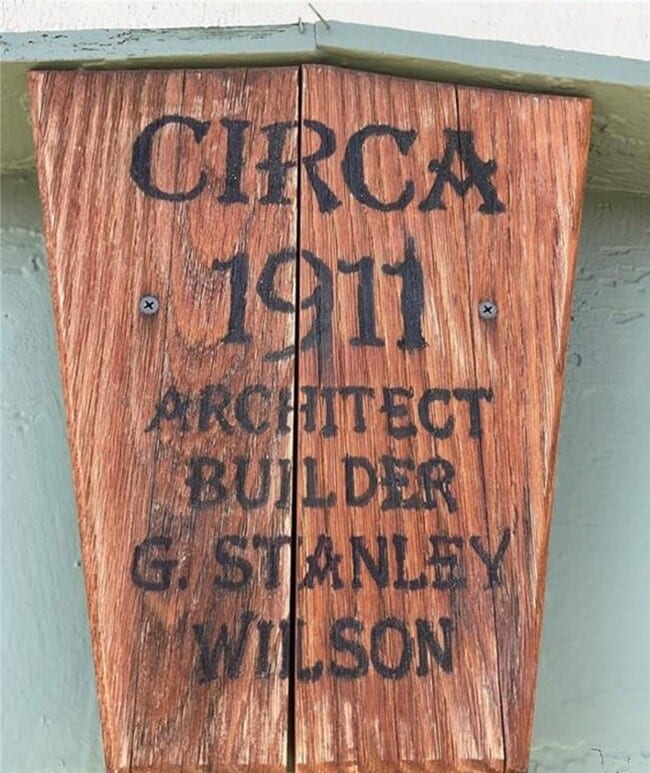 CIRCA
1911
ARCHITECT
BUILDER
G. STANLEY
WILSON